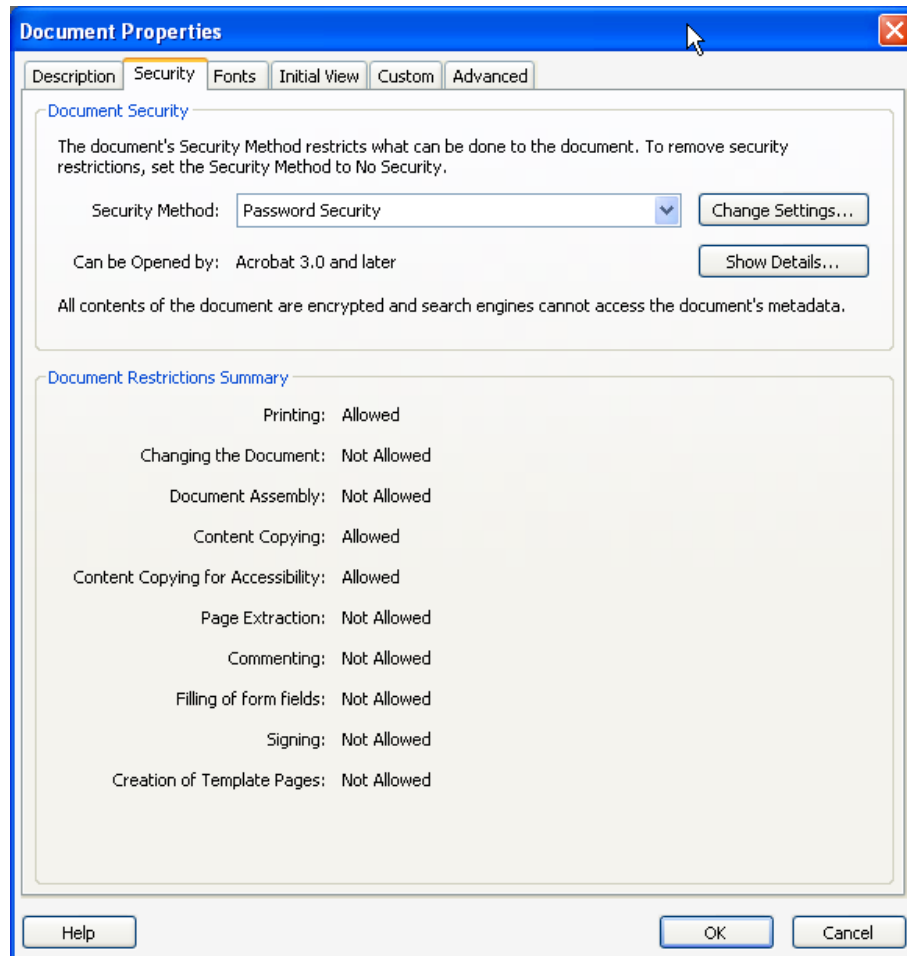 Document Properties
Description Security Fonts Initial View Custom Advanced
Document Security
The document's Security Method restricts what can be done to the document. To remove security
restrictions, set the Security Method to No Security.
Security Method: Password Security Change Settings...
Can be Opened by: Acrobat 3.0 and later Show Details...
All contents of the document are encrypted and search engines cannot access the document's metadata.
Document Restrictions Summary
Printing: Allowed
Changing the Document: Not Allowed
Document Assembly: Not Allowed
Content Copying: Allowed
Content Copying for Accessibility: Allowed
Page Extraction: Not Allowed
Commenting: Not Allowed
Filling of form fields: Not Allowed
Signing: Not Allowed
Creation of Template Pages: Not Allowed
Help OK Cancel